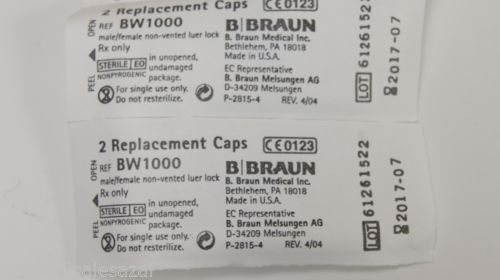 2 Replacement Caps CE0123
OPEN
REF BW1000
male/female non-vented luer lock
Rx only
STERILE EO in unopened,
undamaged
NONPYROGENIC package.
PEEL
2 For single use only.
Do not resterilize.
B|BRAUN
B. Braun Medical Inc.
Bethlehem, PA 18018
Made in U.S.A.
EC Representative
B. Braun Melsungen AG
D-34209 Melsungen
P-2815-4 REV. 4/04
LOT 61261522
2017-07
2 Replacement Caps CE0123
OPEN
REF BW1000
male/female non-vented luer lock
Rx only
STERILE EO in unopened,
undamaged
NONPYROGENIC package.
PEEL
2 For single use only.
Do not resterilize.
B|BRAUN
B. Braun Medical Inc.
Bethlehem, PA 18018
Made in U.S.A.
EC Representative
B. Braun Melsungen AG
D-34209 Melsungen
P-2815-4 REV. 4/04
LOT 61261522
2017-07